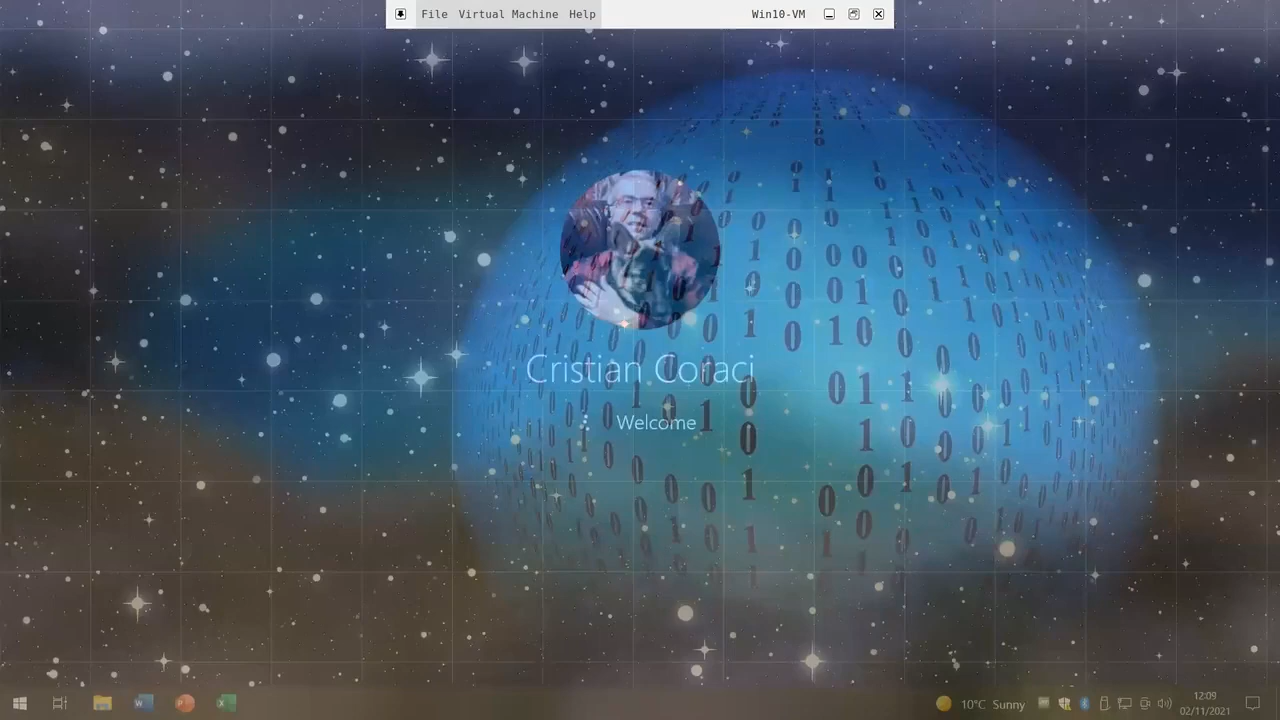 File Virtual Machine Help Win10-VM
Cristian Coraci
Welcome
10°C Sunny
12:09
02/11/2021